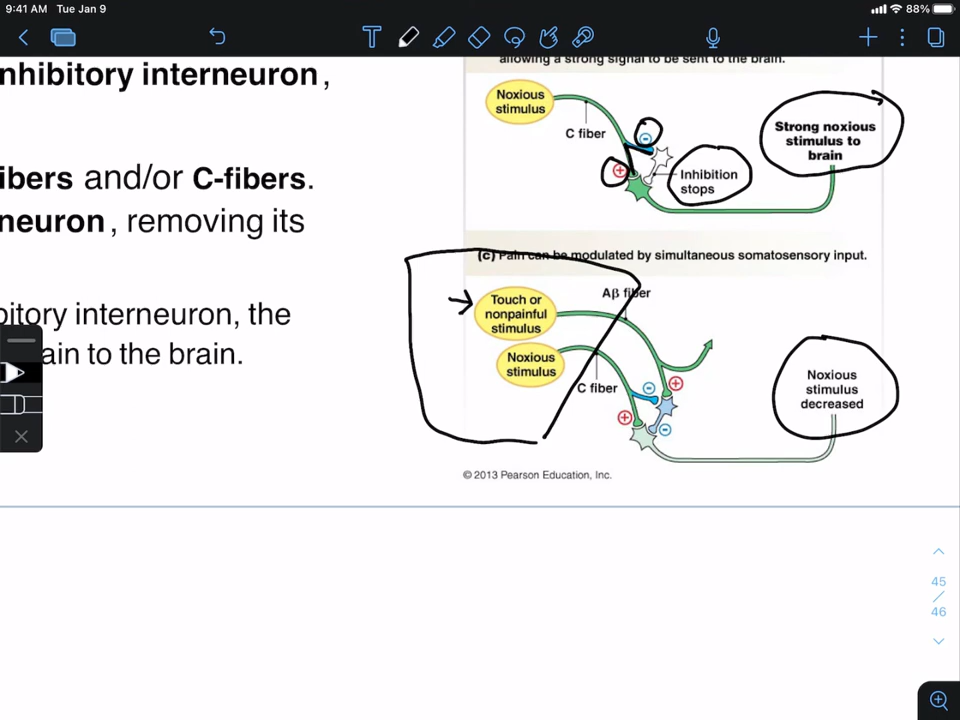 9:41 AM Tue Jan 9
88%
T
nhibitory interneuron,
ibers and/or C-fibers.
neuron, removing its
bitory interneuron, the
ain to the brain.
allowing a strong signal to be sent to the brain.
Noxious
stimulus
C fiber
−
+
Inhibition
stops
Strong noxious
stimulus to
brain
(c) Pain can be modulated by simultaneous somatosensory input.
Touch or
nonpainful
stimulus
Aβ fiber
Noxious
stimulus
C fiber
−
+
+
−
Noxious
stimulus
decreased
© 2013 Pearson Education, Inc.
45
/
46